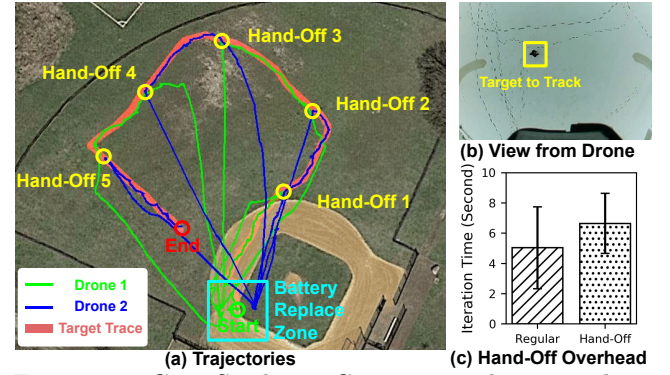 Hand-Off 3
Hand-Off 4
Hand-Off 2
Hand-Off 5
Hand-Off 1
End
Drone 1
Drone 2
Target Trace
Battery
Replace
Zone
Start
(a) Trajectories
Target to Track
(b) View from Drone
Iteration Time (Second)
10
8
6
4
2
0
Regular
Hand-Off
(c) Hand-Off Overhead